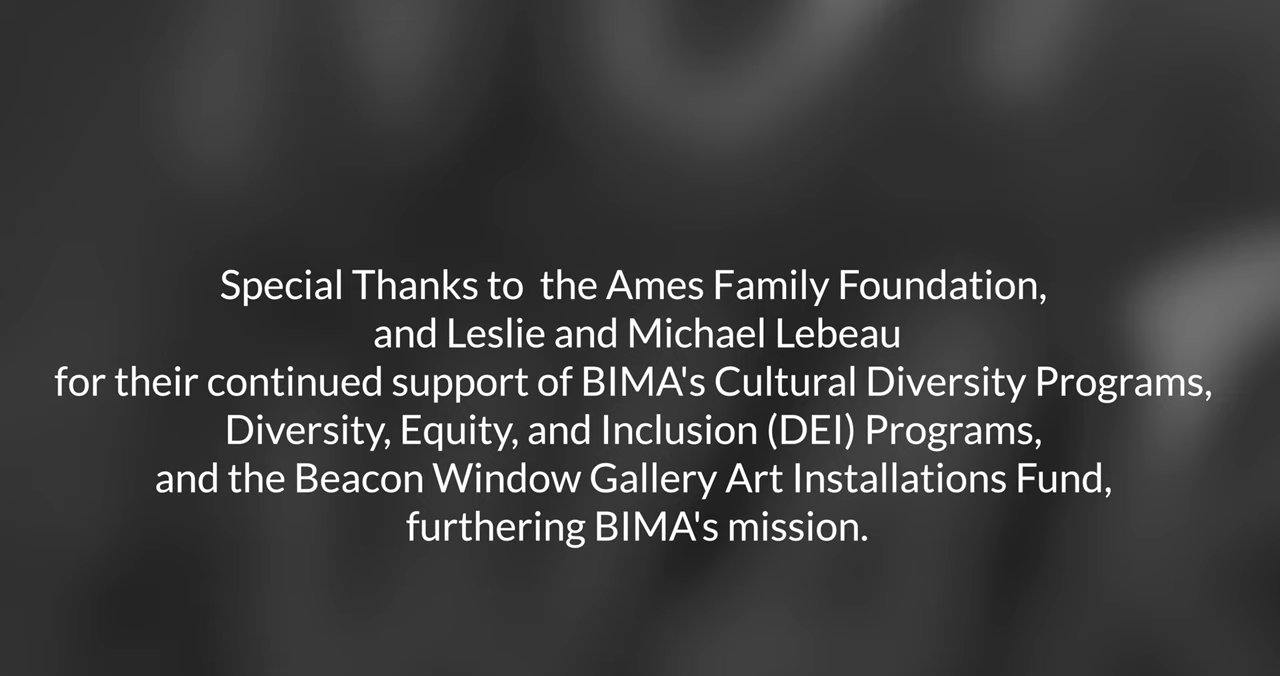 Special Thanks to  the Ames Family Foundation,
and Leslie and Michael Lebeau
for their continued support of BIMA's Cultural Diversity Programs,
Diversity, Equity, and Inclusion (DEI) Programs,
and the Beacon Window Gallery Art Installations Fund,
furthering BIMA's mission.